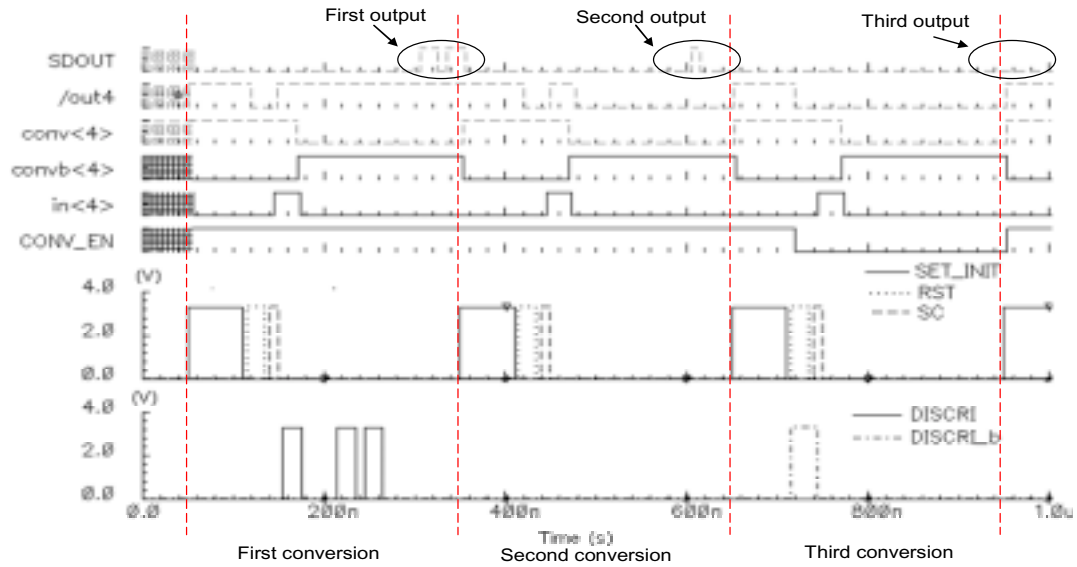 First output
Second output
Third output
SDOUT
/out4
conv<4>
convb<4>
in<4>
CONV_EN
(V)
4.0
2.0
0.0
SET_INIT
RST
SC
(V)
4.0
2.0
0.0
DISCRI
DISCRI_b
0.0
200n
400n
600n
800n
1.0u
Time (s)
First conversion
Second conversion
Third conversion